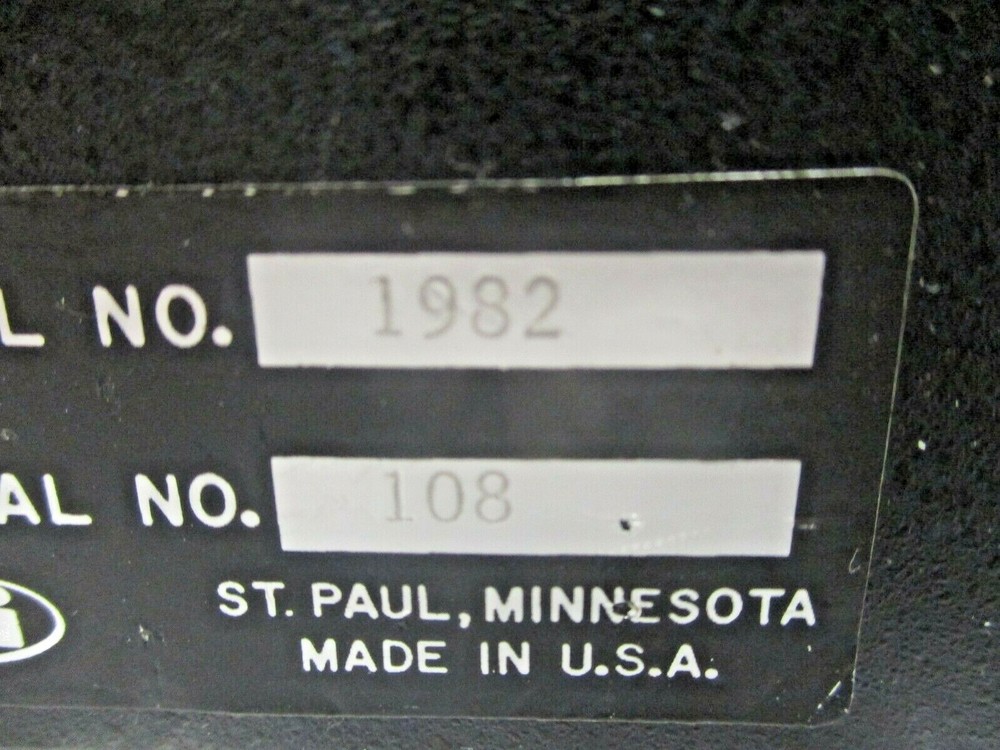 L NO. 1982
AL NO. 108
i
ST. PAUL, MINNESOTA
MADE IN U.S.A.